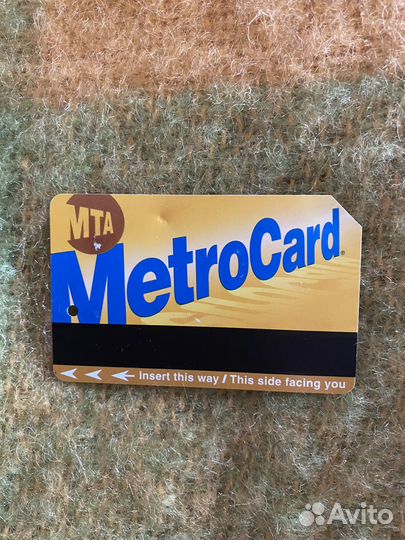 MTA
MetroCard®
Insert this way / This side facing you
Avito